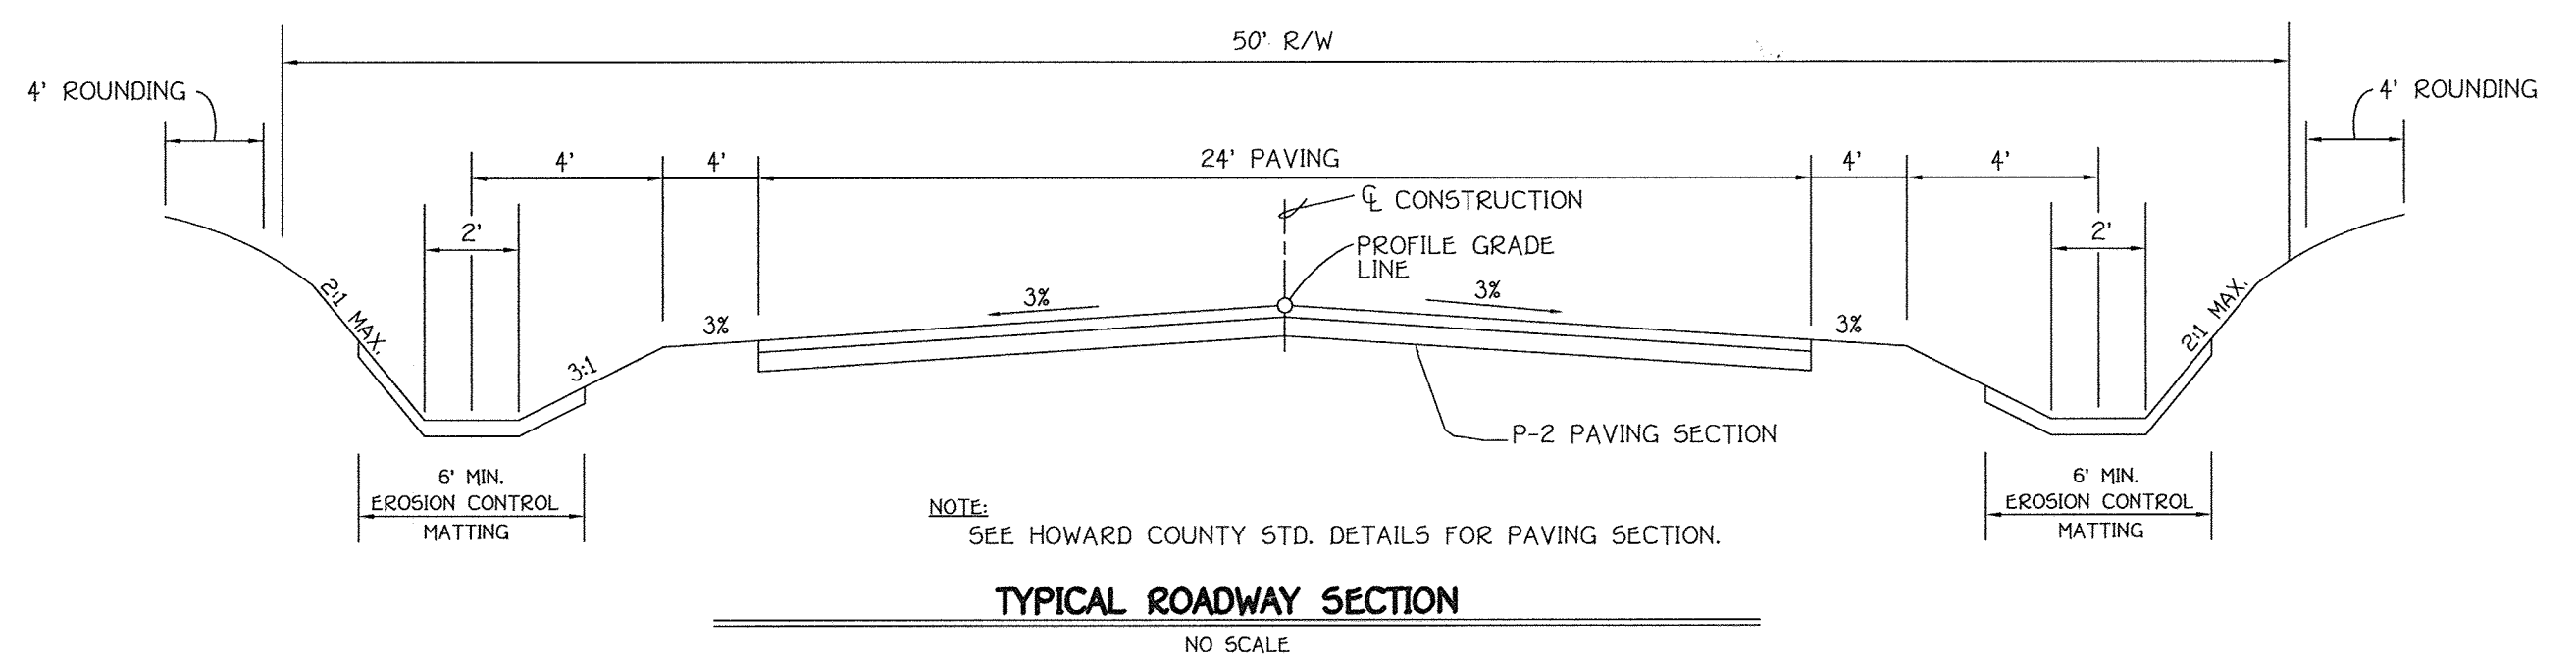 50' R/W
4' ROUNDING
4' ROUNDING
4'
4'
24' PAVING
4'
4'
℄ CONSTRUCTION
2'
PROFILE GRADE
LINE
2'
2:1 MAX.
3:1
3%
3%
3%
3%
2:1 MAX.
P-2 PAVING SECTION
6' MIN.
EROSION CONTROL
MATTING
6' MIN.
EROSION CONTROL
MATTING
NOTE:
SEE HOWARD COUNTY STD. DETAILS FOR PAVING SECTION.
TYPICAL ROADWAY SECTION
NO SCALE